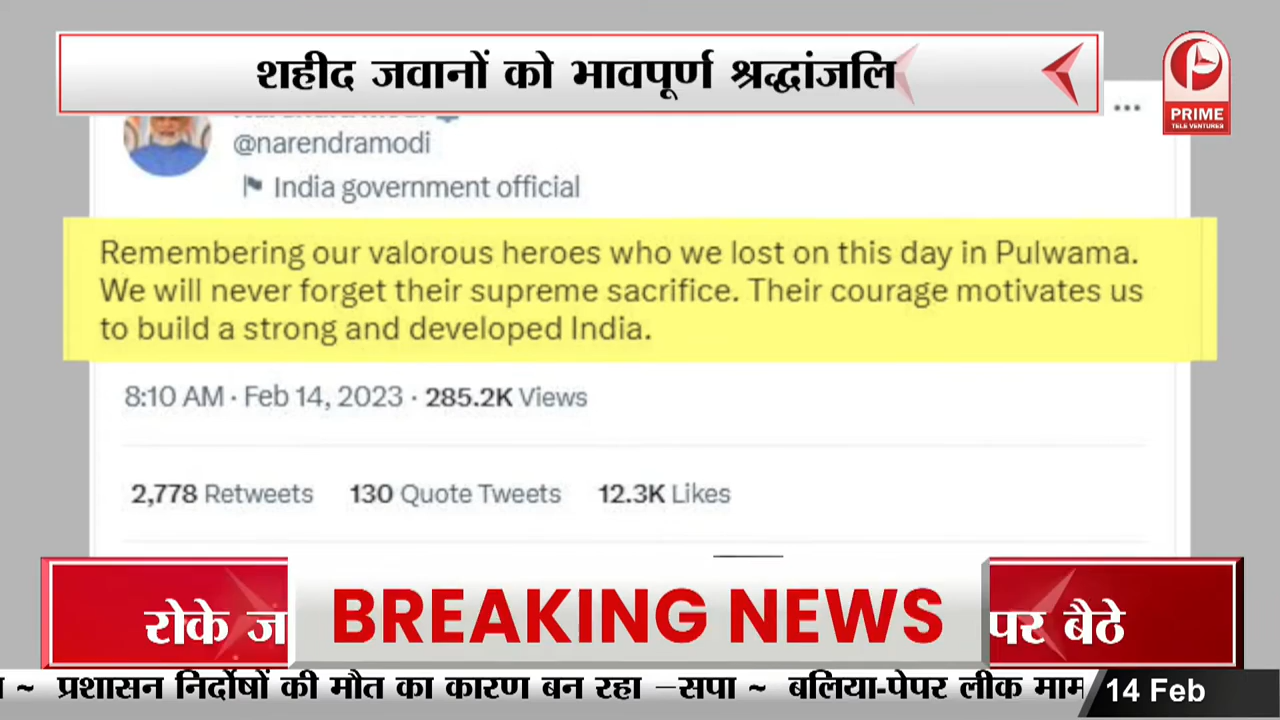 शहीद जवानों को भावपूर्ण श्रद्धांजलि
PRIME
TELE VENTURES
@narendramodi
India government official
Remembering our valorous heroes who we lost on this day in Pulwama.
We will never forget their supreme sacrifice. Their courage motivates us
to build a strong and developed India.
8:10 AM · Feb 14, 2023 · 285.2K Views
2,778 Retweets 130 Quote Tweets 12.3K Likes
रोके BREAKING NEWS पर बैठे
~ प्रशासन निर्दोषों की मौत का कारण बन रहा –सपा ~ बलिया-पेपर लीक 14 Feb